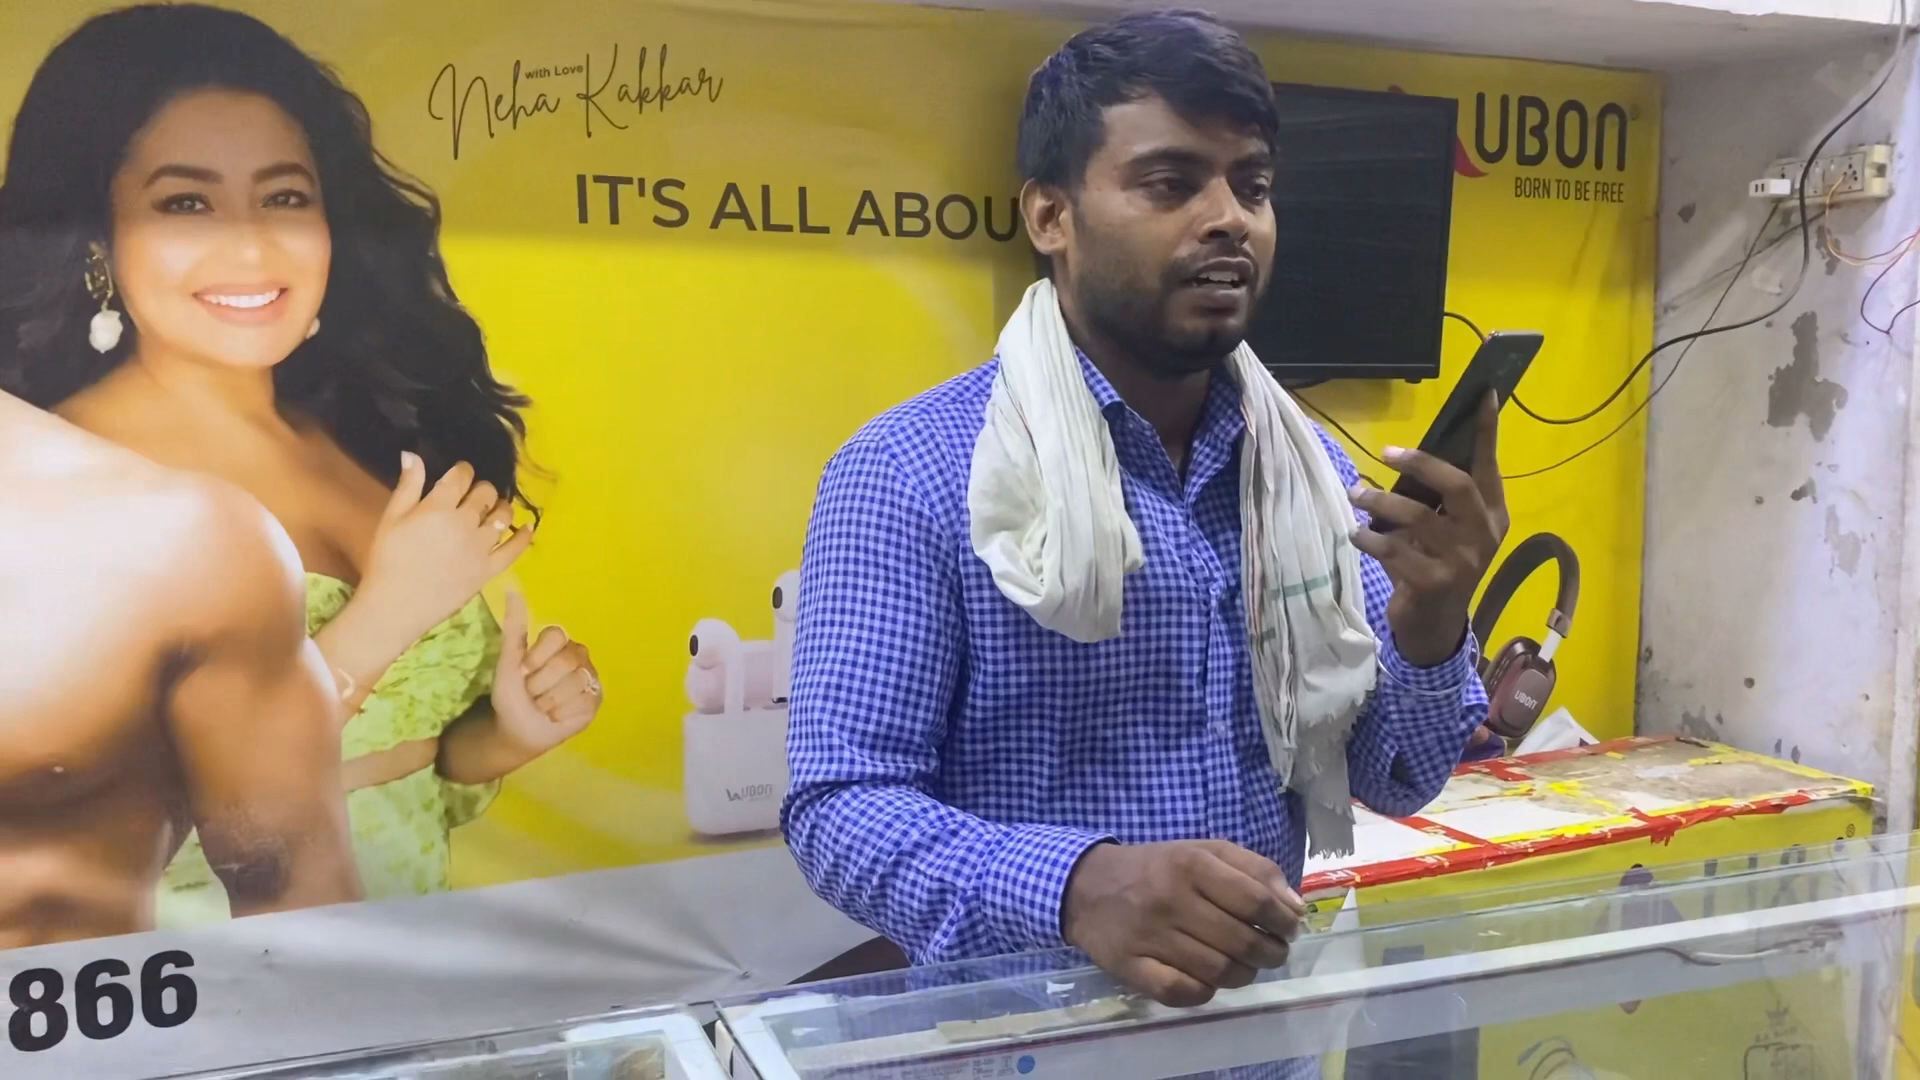 with Love
Neha Kakkar
IT'S ALL ABOU
UBON
BORN TO BE FREE
UBON
UBON
866